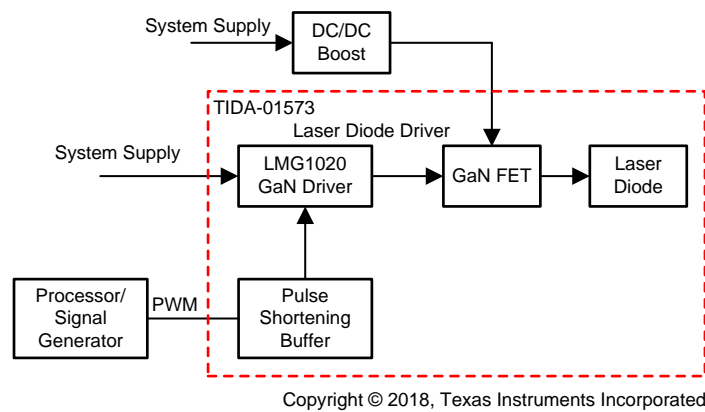 System Supply
DC/DC
Boost
TIDA-01573
Laser Diode Driver
System Supply
LMG1020
GaN Driver
GaN FET
Laser
Diode
Processor/
Signal
Generator
PWM
Pulse
Shortening
Buffer
Copyright © 2018, Texas Instruments Incorporated